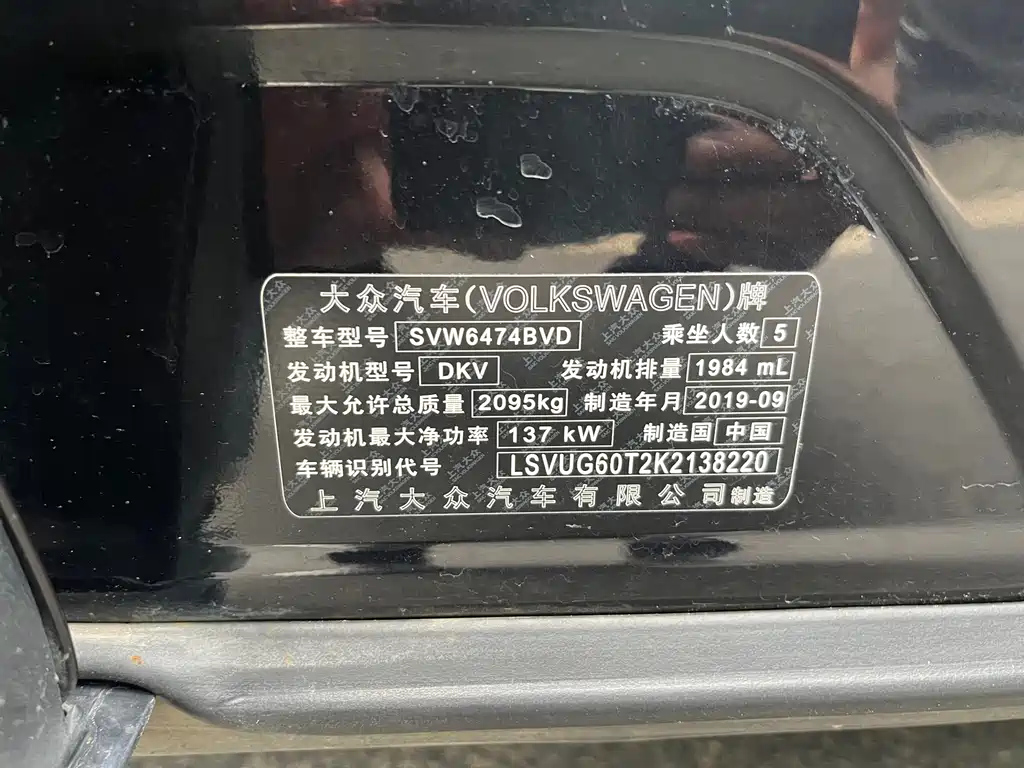 大众汽车(VOLKSWAGEN)牌
整车型号 SVW6474BVD 乘坐人数 5
发动机型号 DKV 发动机排量 1984 mL
最大允许总质量 2095kg 制造年月 2019-09
发动机最大净功率 137 kW 制造国 中国
车辆识别代号 LSVUG60T2K2138220
上汽大众汽车有限公司制造